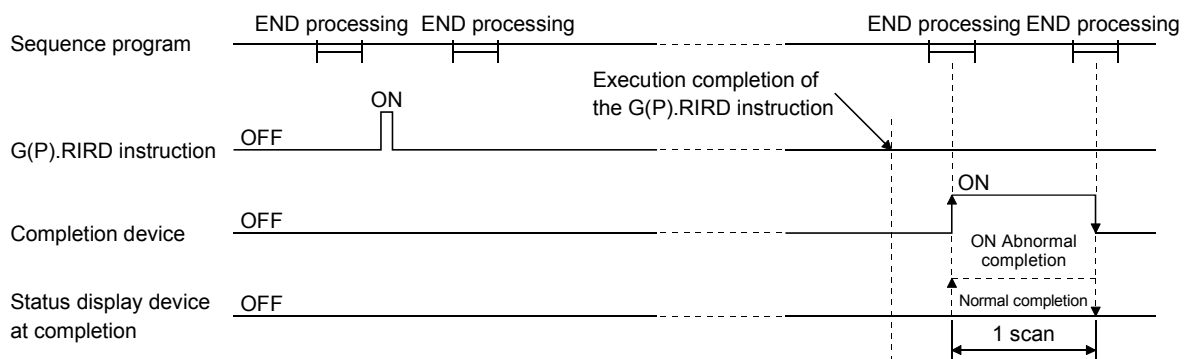 END processing END processing END processing END processing
Sequence program
Execution completion of
the G(P).RIRD instruction
ON
OFF
G(P).RIRD instruction
ON
OFF
Completion device
ON Abnormal
completion
Status display device
at completion
OFF
Normal completion
1 scan